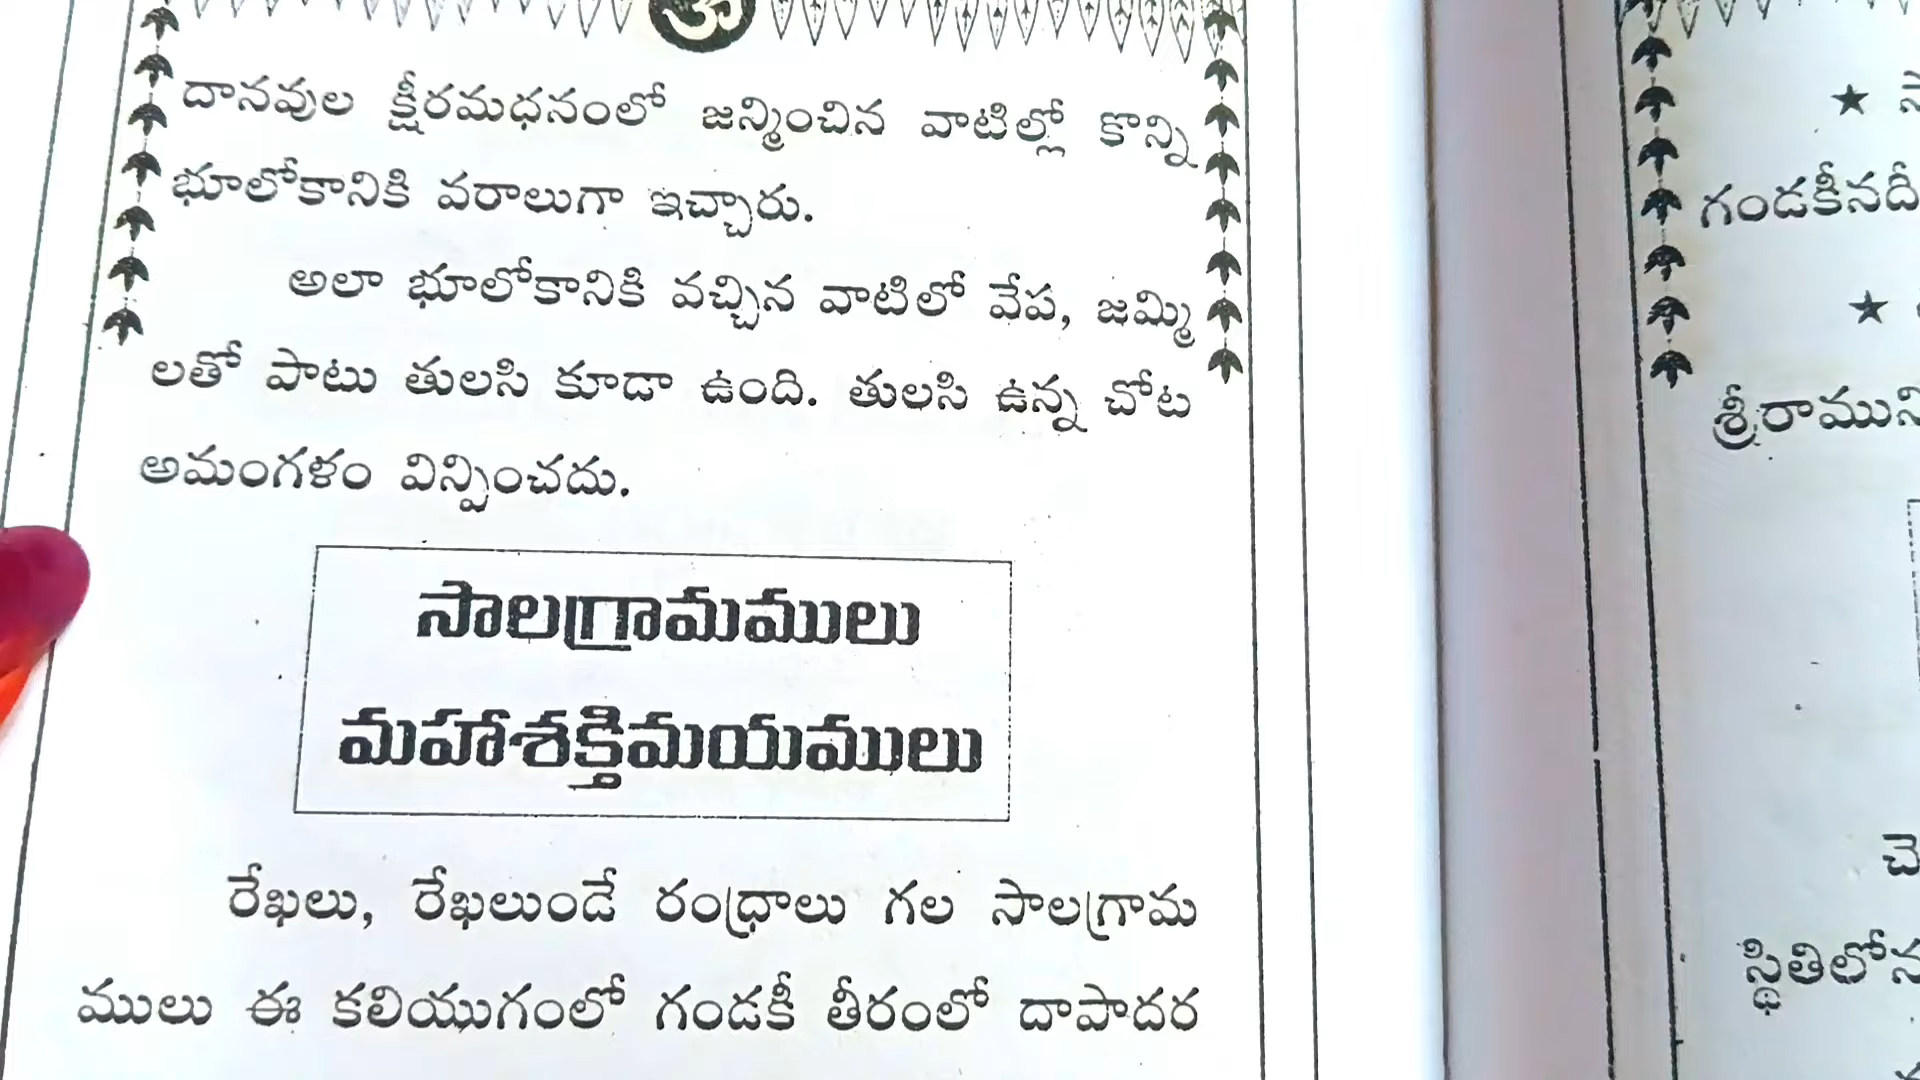 దానవుల క్షీరమధనంలో జన్మించిన వాటిల్లో కొన్ని
భూలోకానికి వరాలుగా ఇచ్చారు.
అలా భూలోకానికి వచ్చిన వాటిలో వేప, జమ్మి
లతో పాటు తులసి కూడా ఉంది. తులసి ఉన్న చోట
అమంగళం విన్పించదు.
సాలగ్రామములు
మహాశక్తిమయములు
రేఖలు, రేఖలుండే రంధ్రాలు గల సాలగ్రామ
ములు ఈ కలియుగంలో గండకీ తీరంలో దాపాదర
గండకీనదీ